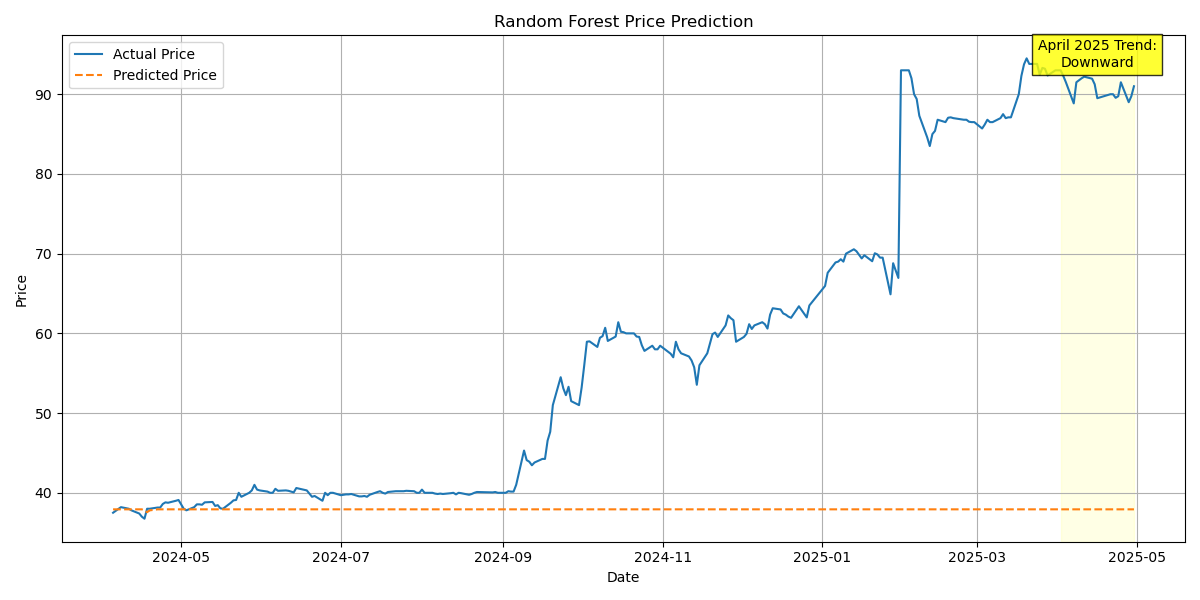 Random Forest Price Prediction
Actual Price
Predicted Price
April 2025 Trend:
Downward
Price
90
80
70
60
50
40
2024-05
2024-07
2024-09
2024-11
2025-01
2025-03
2025-05
Date